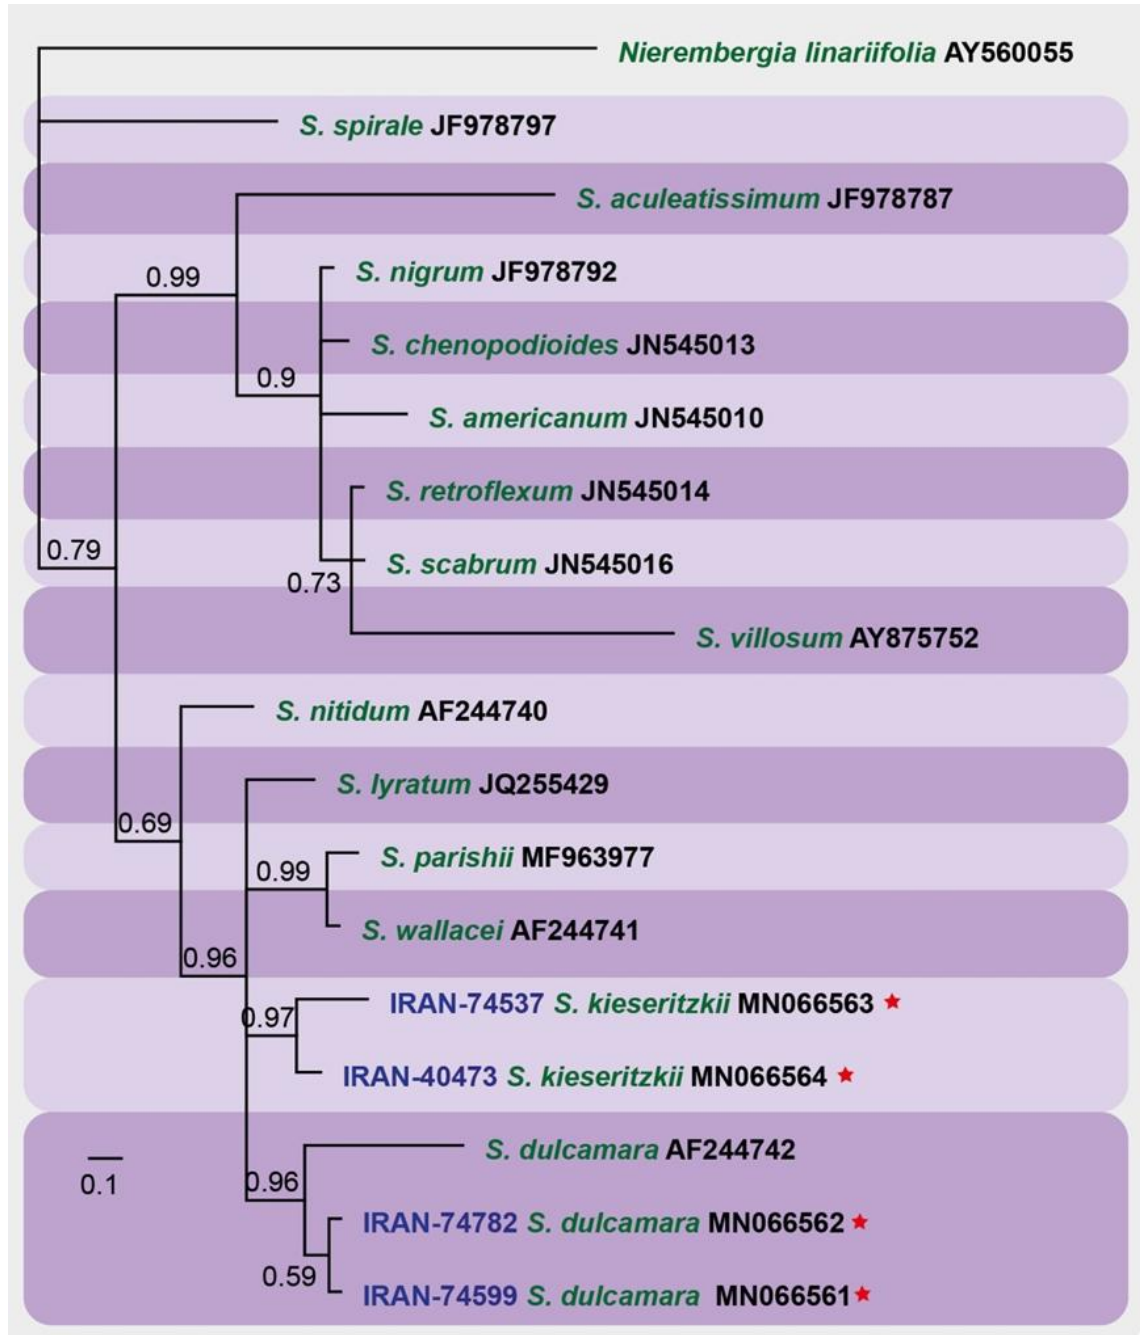 Nierembergia linariifolia AY560055
S. spirale JF978797
S. aculeatissimum JF978787
0.99
S. nigrum JF978792
S. chenopodioides JN545013
0.9
S. americanum JN545010
S. retroflexum JN545014
0.79
S. scabrum JN545016
0.73
S. villosum AY875752
S. nitidum AF244740
S. lyratum JQ255429
0.69
S. parishii MF963977
0.99
S. wallacei AF244741
0.96
IRAN-74537 S. kieseritzkii MN066563
0.97
IRAN-40473 S. kieseritzkii MN066564
S. dulcamara AF244742
0.1
0.96
IRAN-74782 S. dulcamara MN066562
0.59
IRAN-74599 S. dulcamara MN066561